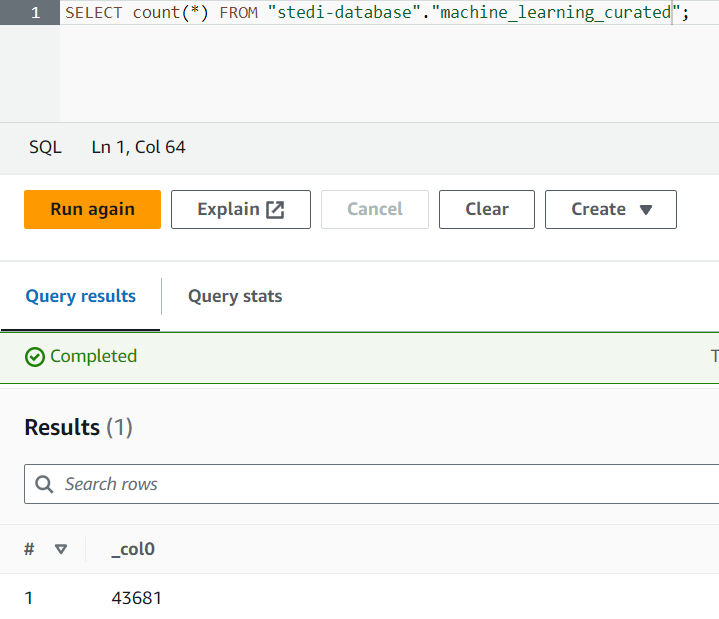 1 SELECT count(*) FROM "stedi-database"."machine_learning_curated";
SQL Ln 1, Col 64
Run again Explain Cancel Clear Create
Query results Query stats
Completed T
Results (1)
Search rows
# _col0
1 43681